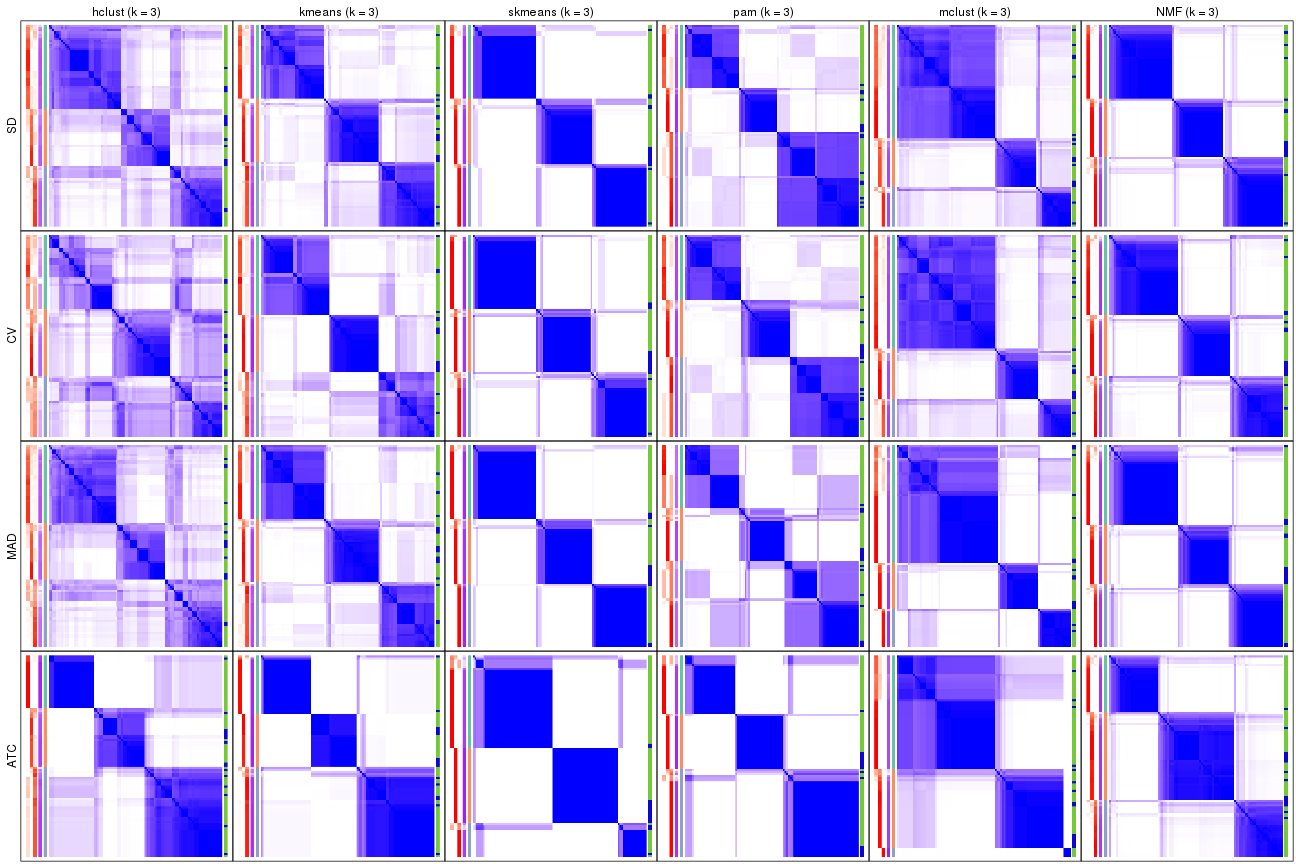 hclust (k = 3)
kmeans (k = 3)
skmeans (k = 3)
pam (k = 3)
mclust (k = 3)
NMF (k = 3)
SD
CV
MAD
ATC